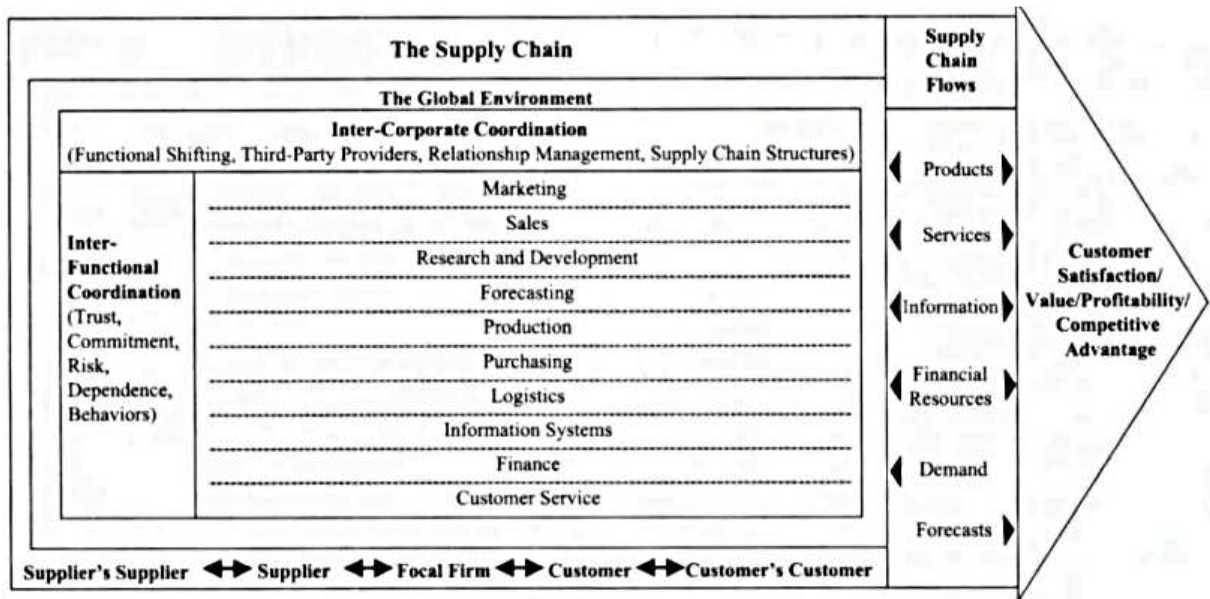 The Supply Chain
Supply
Chain
Flows
The Global Environment
Inter-Corporate Coordination
(Functional Shifting, Third-Party Providers, Relationship Management, Supply Chain Structures)
Inter-
Functional
Coordination
(Trust,
Commitment,
Risk,
Dependence,
Behaviors)
Marketing
Sales
Research and Development
Forecasting
Production
Purchasing
Logistics
Information Systems
Finance
Customer Service
Products
Services
Information
Financial
Resources
Demand
Forecasts
Customer
Satisfaction/
Value/Profitability/
Competitive
Advantage
Supplier's Supplier Supplier Focal Firm Customer Customer's Customer